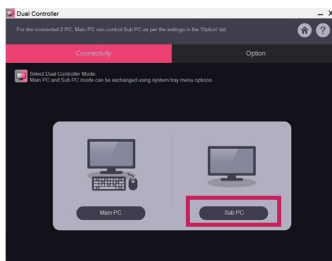 Dual Controller
For the connected 2 PC, Main PC can control Sub PC as per the settings in the 'Option' tab
Connectivity
Option
Select Dual Controller Mode.
Main PC and Sub PC mode can be exchanged using system tray menu options.
Main PC
Sub PC